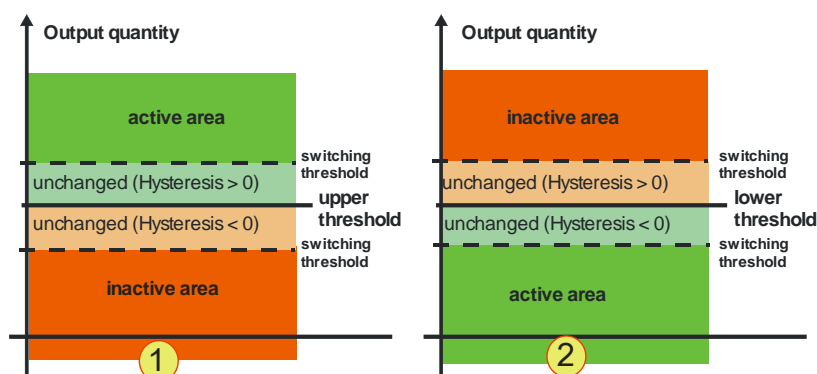 Output quantity
active area
switching
threshold
unchanged (Hysteresis > 0)
upper
threshold
unchanged (Hysteresis < 0)
switching
threshold
inactive area
1
Output quantity
inactive area
switching
threshold
unchanged (Hysteresis > 0)
lower
threshold
unchanged (Hysteresis < 0)
switching
threshold
active area
2